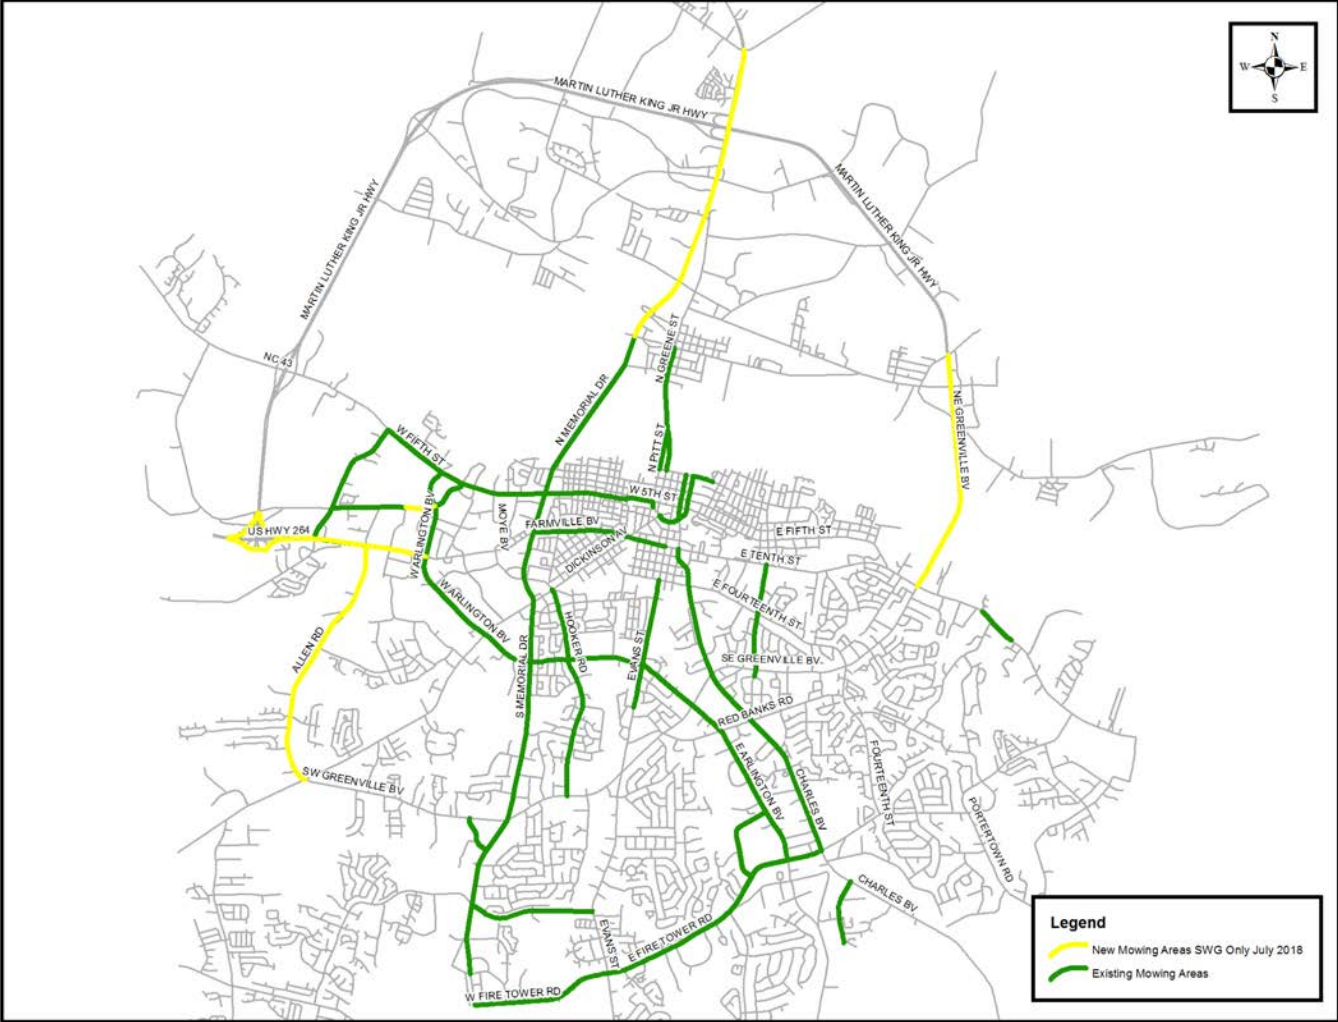 N
W E
S
MARTIN LUTHER KING JR HWY
MARTIN LUTHER KING JR HWY
MARTIN LUTHER KING JR HWY
N GREENE ST
NC 43
N MEMORIAL DR
NE GREENVILLE BV
W FIFTH ST
N PITT ST
W 5TH ST
W ARLINGTON BV
MOYE BV
FARMVILLE BV
US HWY 264
E FIFTH ST
DICKINSON AV
E TENTH ST
W ARLINGTON BV
E FOURTEENTH ST
ALLEN RD
HOOKER RD
EVANS ST
SE GREENVILLE BV
S MEMORIAL DR
RED BANKS RD
SW GREENVILLE BV
E ARLINGTON BV
CHARLES BV
FOURTEENTH ST
PORTERTOWN RD
CHARLES BV
EVANS ST
E FIRE TOWER RD
W FIRE TOWER RD
Legend
New Mowing Areas SWG Only July 2018
Existing Mowing Areas